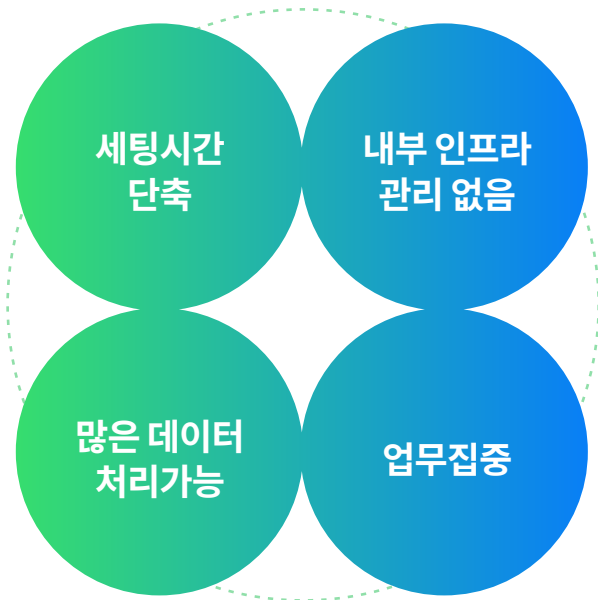 세팅시간
단축
내부 인프라
관리 없음
많은 데이터
처리가능
업무집중